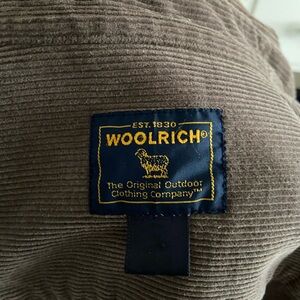 EST. 1830
WOOLRICH®
The Original Outdoor
Clothing Company™